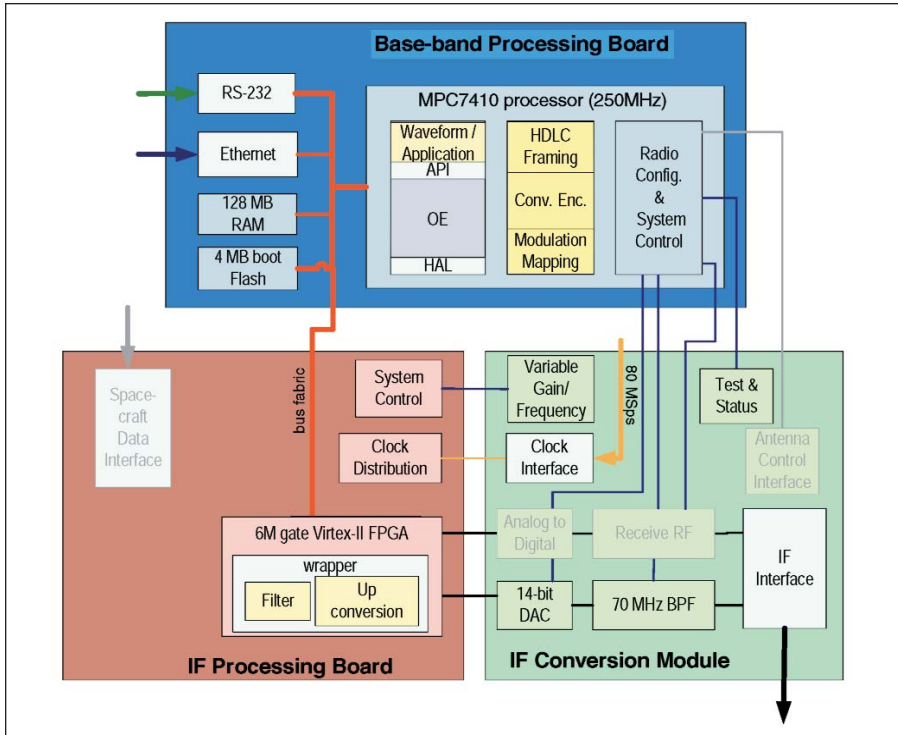 Base-band Processing Board
RS-232
Ethernet
128 MB
RAM
4 MB boot
Flash
MPC7410 processor (250MHz)
Waveform /
Application
API
OE
HAL
HDLC
Framing
Conv. Enc.
Modulation
Mapping
Radio
Config.
&
System
Control
Space-
craft
Data
Interface
bus fabric
System
Control
Clock
Distribution
6M gate Virtex-II FPGA
wrapper
Filter
Up
conversion
IF Processing Board
Variable
Gain/
Frequency
80 MSps
Clock
Interface
Test &
Status
Antenna
Control
Interface
Analog to
Digital
Receive RF
14-bit
DAC
70 MHz BPF
IF
Interface
IF Conversion Module